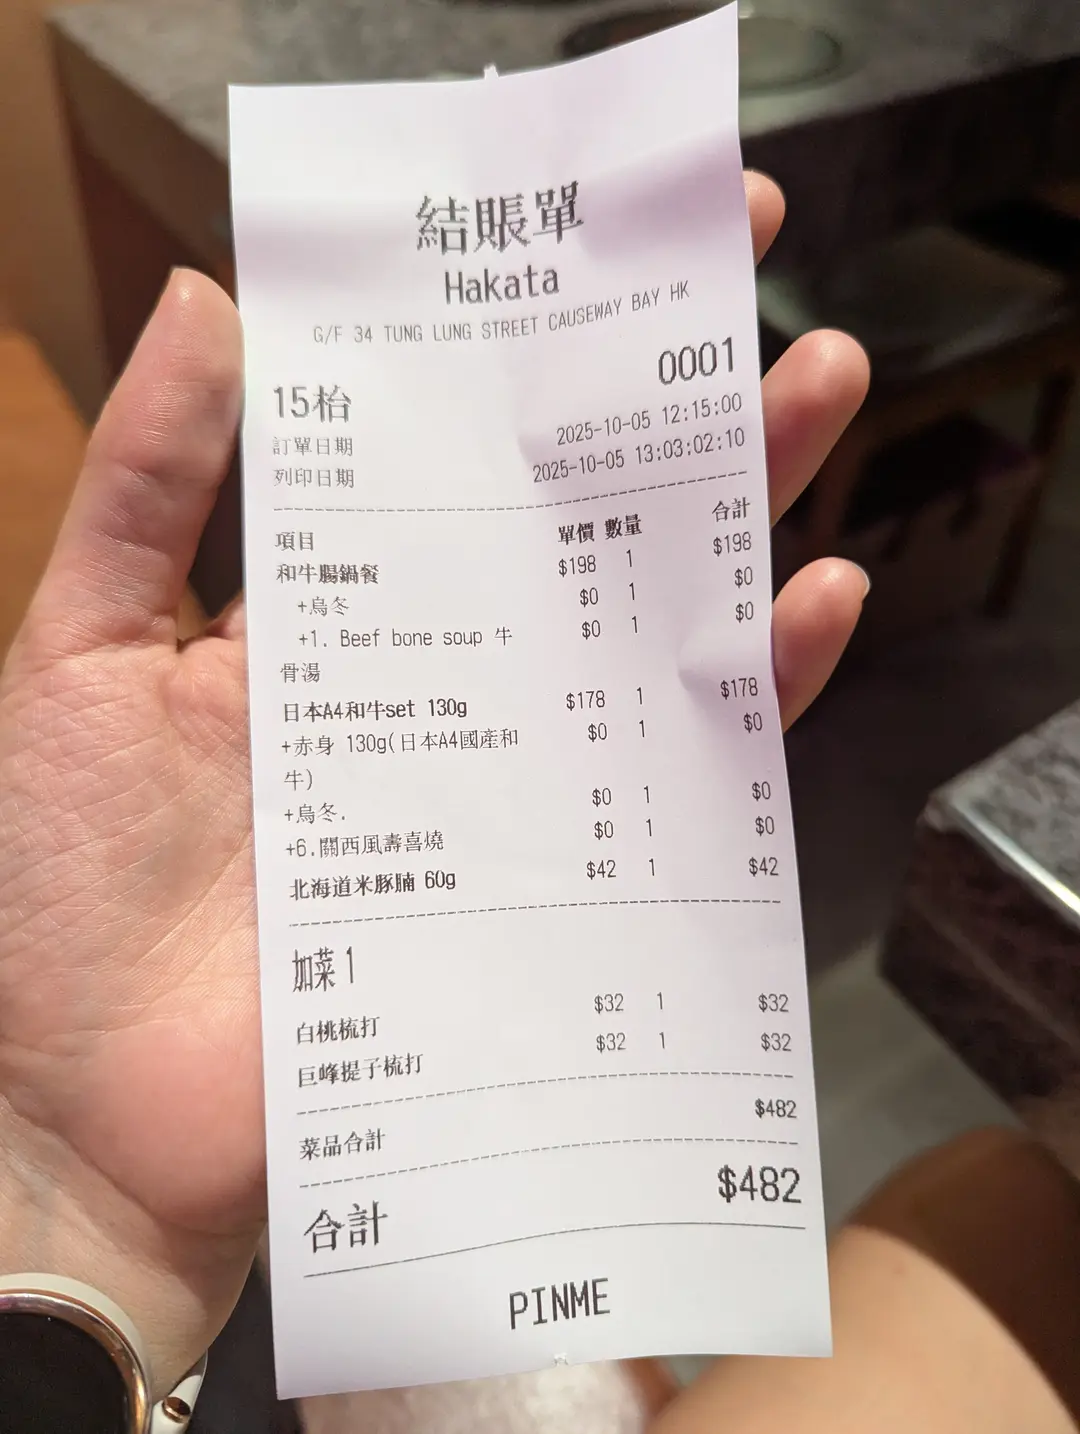 結賬單
Hakata
G/F 34 TUNG LUNG STREET CAUSEWAY BAY HK
15枱 0001
訂單日期 2025-10-05 12:15:00
列印日期 2025-10-05 13:03:02:10
項目 單價 數量 合計
和牛腸鍋餐 $198 1 $198
+烏冬 $0 1 $0
+1. Beef bone soup 牛 $0 1 $0
骨湯
日本A4和牛set 130g $178 1 $178
+赤身 130g(日本A4國產和 $0 1 $0
牛)
+烏冬. $0 1 $0
+6.關西風壽喜燒 $0 1 $0
北海道米豚腩 60g $42 1 $42
加菜 1
白桃梳打 $32 1 $32
巨峰提子梳打 $32 1 $32
菜品合計 $482
合計 $482
PINME